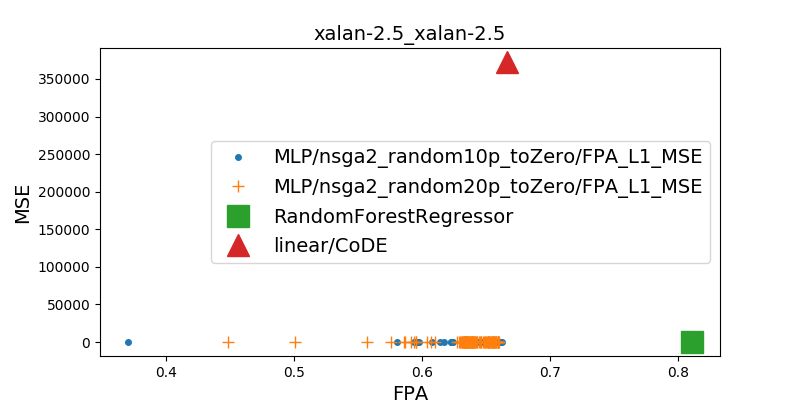 xalan-2.5_xalan-2.5
MSE
350000
300000
250000
200000
150000
100000
50000
0
MLP/nsga2_random10p_toZero/FPA_L1_MSE
MLP/nsga2_random20p_toZero/FPA_L1_MSE
RandomForestRegressor
linear/CoDE
0.4 0.5 0.6 0.7 0.8
FPA